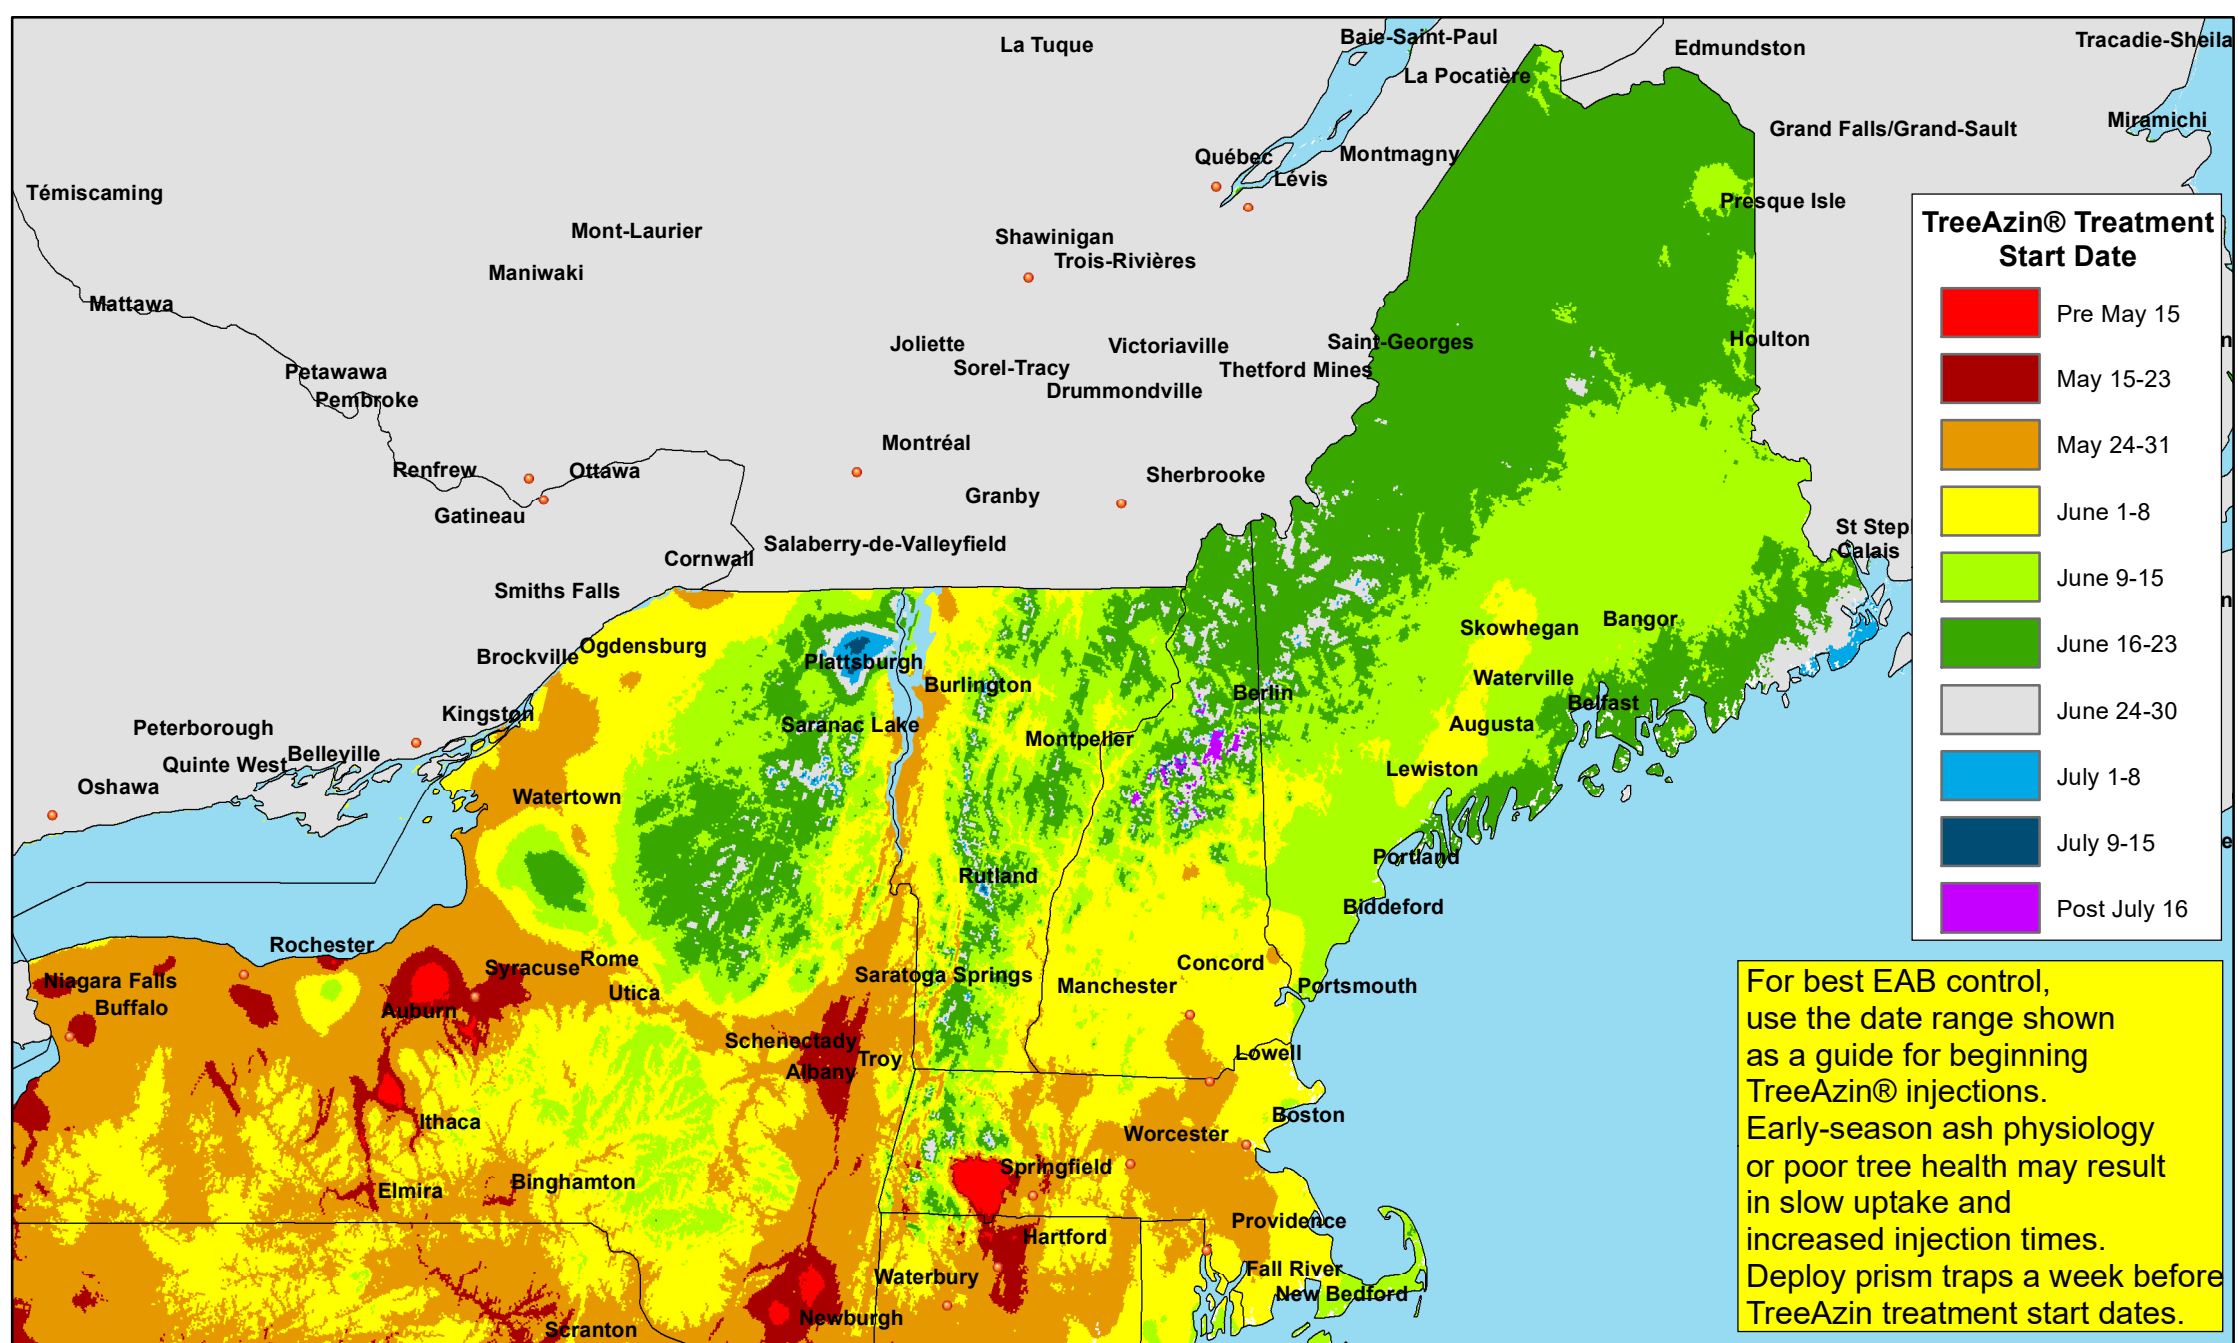 La Tuque
Baie-Saint-Paul
Edmundston
Tracadie-Sheila
La Pocatière
Grand Falls/Grand-Sault
Miramichi
Québec
Montmagny
Lévis
Témiscaming
Presque Isle
Mont-Laurier
Shawinigan
Trois-Rivières
Maniwaki
Mattawa
Joliette
Victoriaville
Saint-Georges
Houlton
Sorel-Tracy
Thetford Mines
Petawawa
Drummondville
Pembroke
Montréal
Renfrew
Ottawa
Sherbrooke
Granby
Gatineau
St Step
Calais
Salaberry-de-Valleyfield
Cornwall
Smiths Falls
Skowhegan
Bangor
Ogdensburg
Brockville
Plattsburgh
Burlington
Waterville
Berlin
Belfast
Kingston
Saranac Lake
Augusta
Peterborough
Montpelier
Belleville
Quinte West
Lewiston
Oshawa
Watertown
Portland
Rutland
Biddeford
Rochester
Rome
Syracuse
Concord
Niagara Falls
Saratoga Springs
Manchester
Portsmouth
Utica
Buffalo
Auburn
Schenectady
Troy
Lowell
Albany
Boston
Ithaca
Worcester
Springfield
Binghamton
Elmira
Providence
Hartford
Fall River
Waterbury
New Bedford
Newburgh
Scranton
TreeAzin® Treatment
Start Date
Pre May 15
May 15-23
May 24-31
June 1-8
June 9-15
June 16-23
June 24-30
July 1-8
July 9-15
Post July 16
For best EAB control,
use the date range shown
as a guide for beginning
TreeAzin® injections.
Early-season ash physiology
or poor tree health may result
in slow uptake and
increased injection times.
Deploy prism traps a week before
TreeAzin treatment start dates.